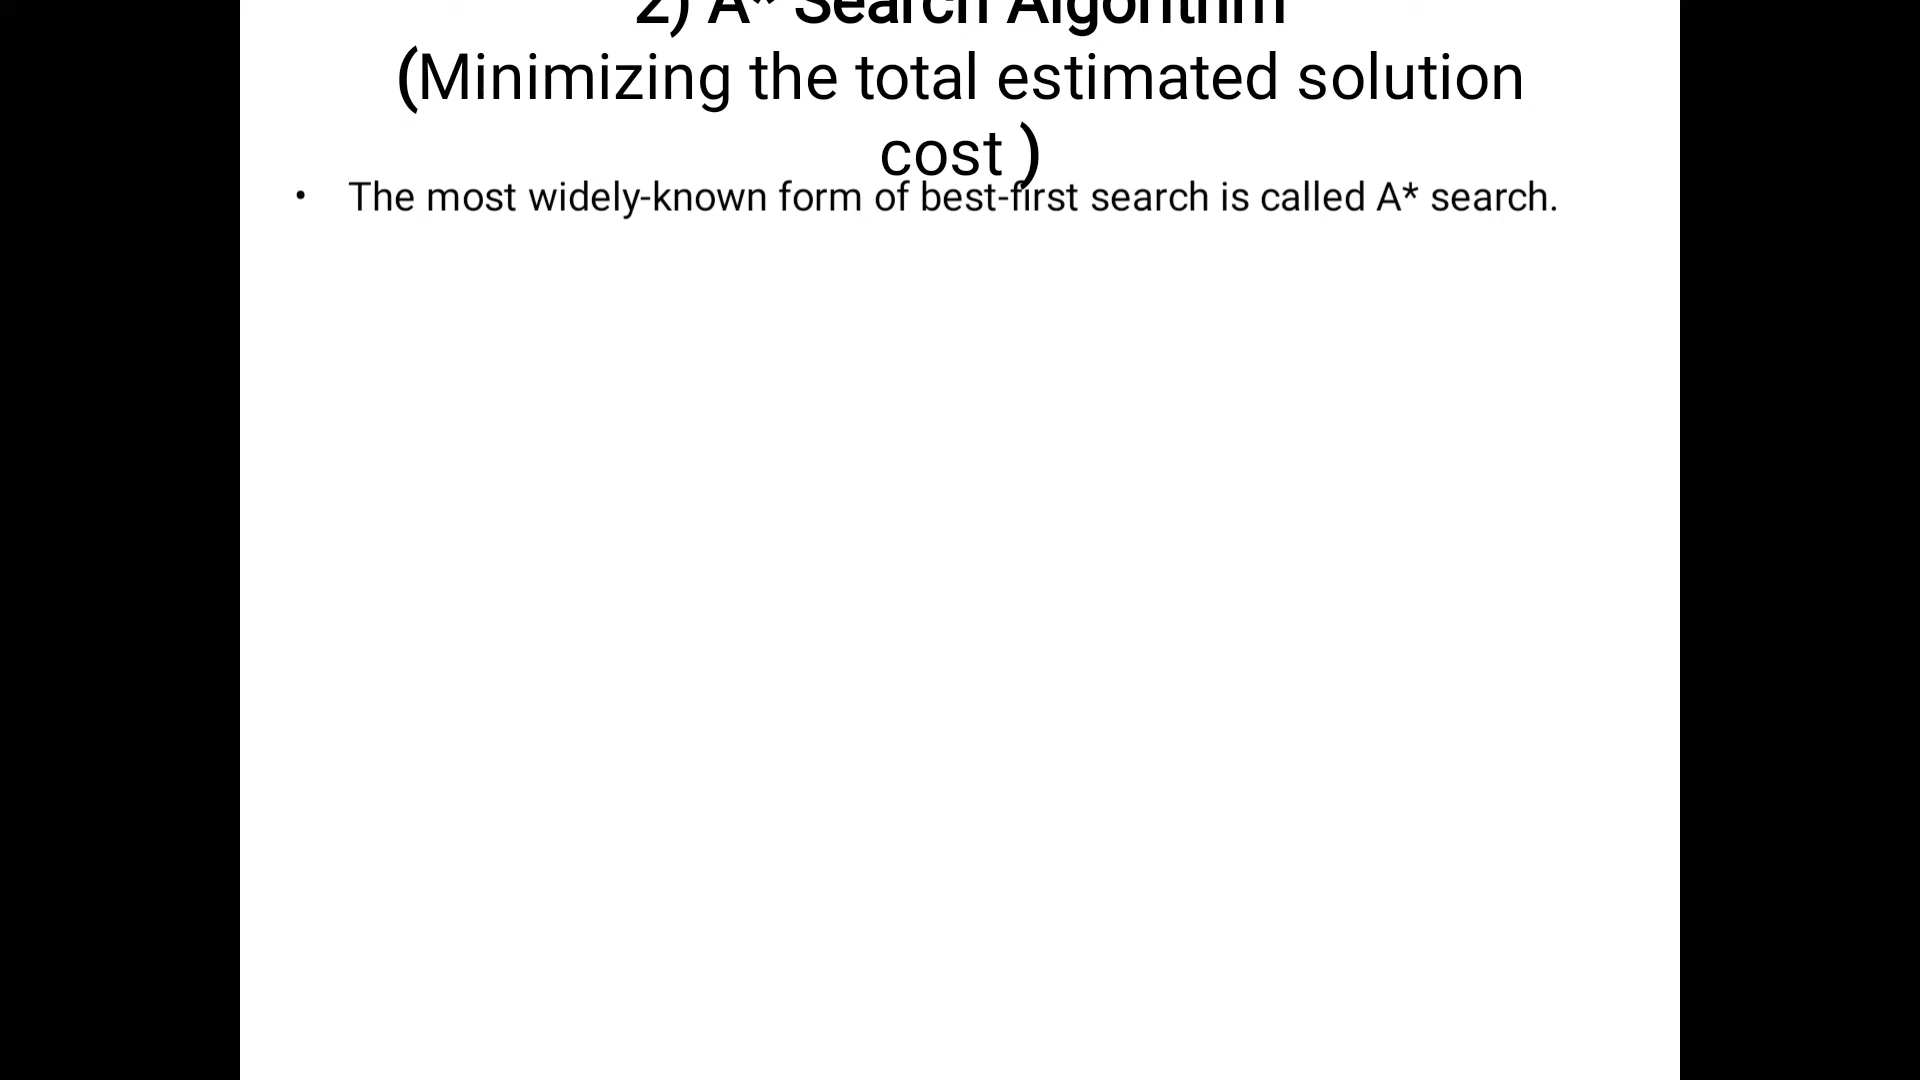 2) A* Search Algorithm
(Minimizing the total estimated solution
cost )
• The most widely-known form of best-first search is called A* search.